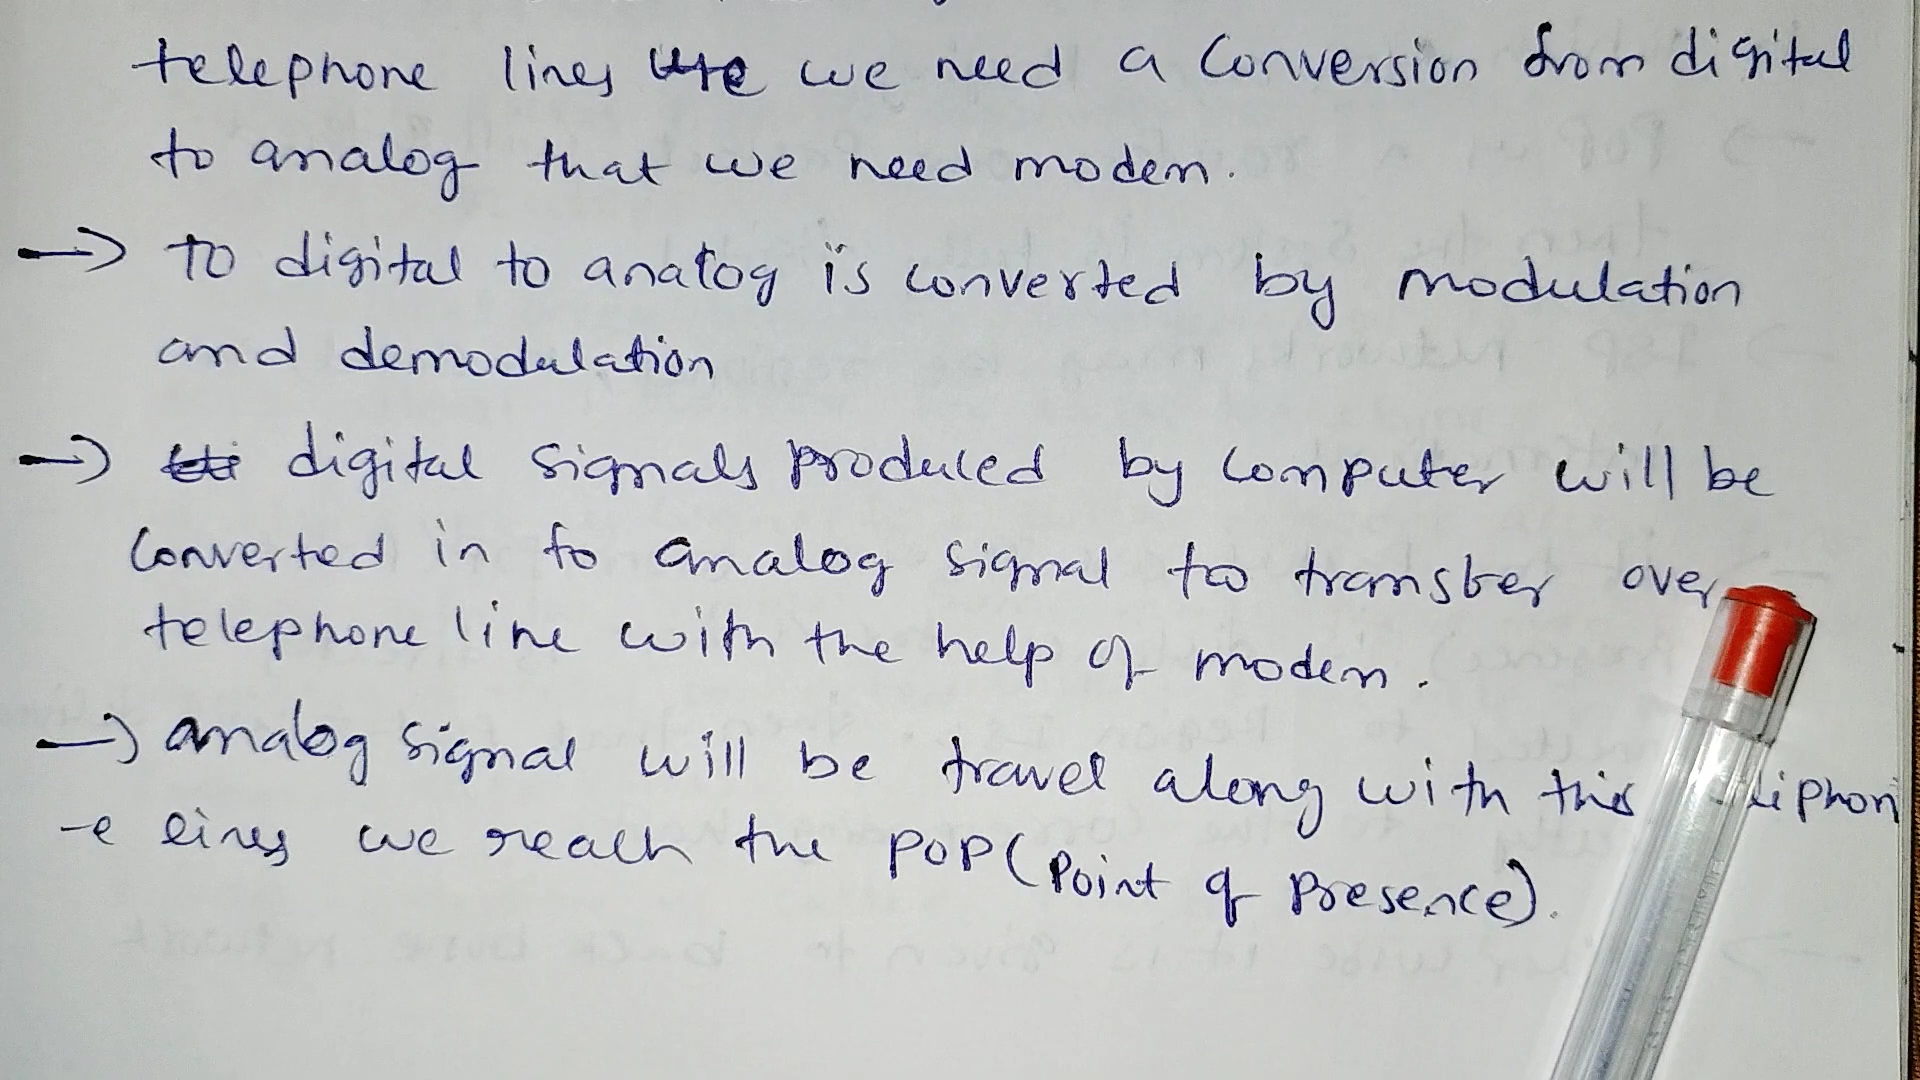 telephone lines we need a Conversion from digital
to analog that we need modem.
→ To digital to analog is converted by modulation
and demodulation
→ digital signals produced by computer will be
Converted in to analog signal to transfer over
telephone line with the help of modem.
→ analog signal will be travel along with this
-e lines we reach the POP (Point of Presence).